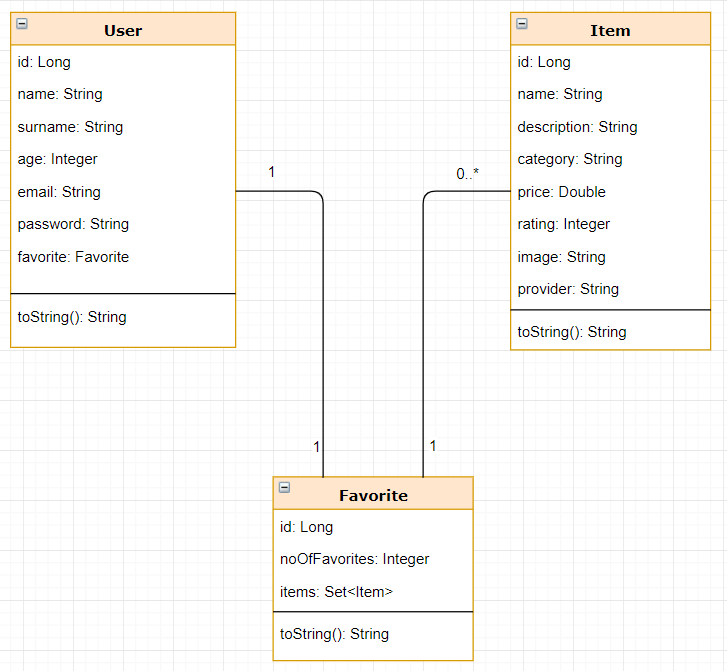 User
id: Long
name: String
surname: String
age: Integer
email: String
password: String
favorite: Favorite
toString(): String
1
0..*
Item
id: Long
name: String
description: String
category: String
price: Double
rating: Integer
image: String
provider: String
toString(): String
1
1
Favorite
id: Long
noOfFavorites: Integer
items: Set<Item>
toString(): String